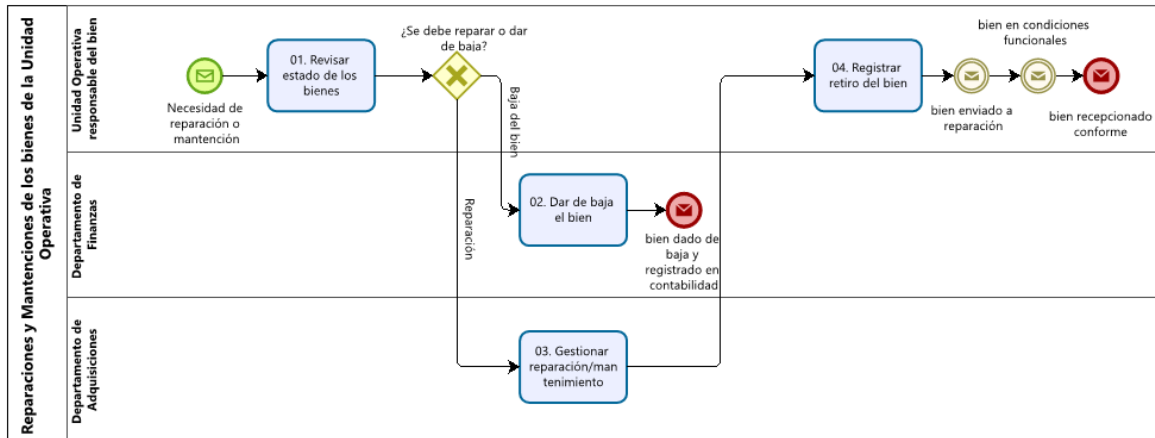 Reparaciones y Mantenciones de los bienes de la Unidad
Operativa
Unidad Operativa
responsable del bien
Necesidad de
reparación o
mantención
01. Revisar
estado de los
bienes
¿Se debe reparar o dar
de baja?
Baja del bien
Reparación
04. Registrar
retiro del bien
bien enviado a
reparación
bien en condiciones
funcionales
bien recepcionado
conforme
Departamento de
Finanzas
02. Dar de baja
el bien
bien dado de
baja y
registrado en
contabilidad
Departamento de
Adquisiciones
03. Gestionar
reparación/man
tenimiento